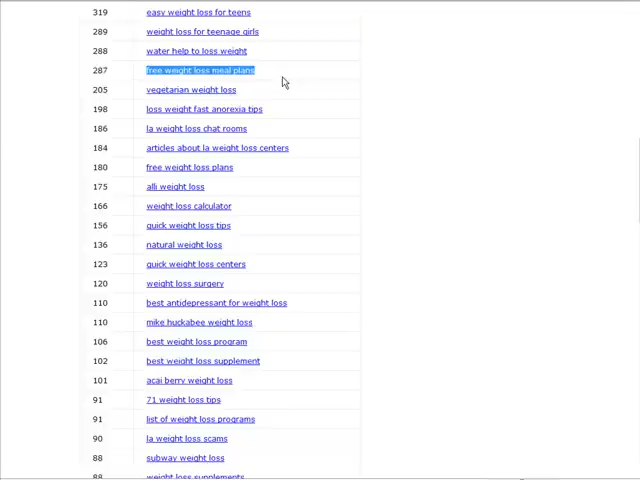 319 easy weight loss for teens
289 weight loss for teenage girls
288 water help to loss weight
287 free weight loss meal plans
205 vegetarian weight loss
198 loss weight fast anorexia tips
186 la weight loss chat rooms
184 articles about la weight loss centers
180 free weight loss plans
175 alli weight loss
166 weight loss calculator
156 quick weight loss tips
136 natural weight loss
123 quick weight loss centers
120 weight loss surgery
110 best antidepressant for weight loss
110 mike huckabee weight loss
106 best weight loss program
102 best weight loss supplement
101 acai berry weight loss
91 71 weight loss tips
91 list of weight loss programs
90 la weight loss scams
88 subway weight loss
88 weight loss supplements